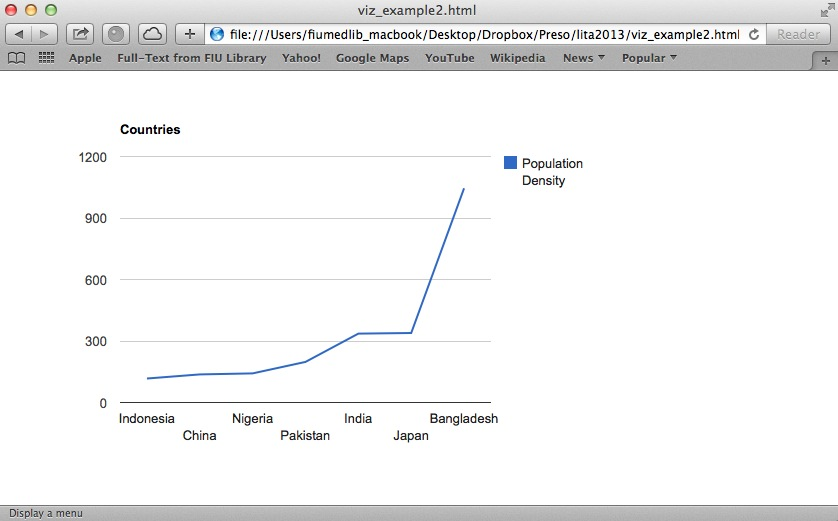 viz_example2.html
file:///Users/fiumedlib_macbook/Desktop/Dropbox/Preso/lita2013/viz_example2.html
Reader
Apple Full-Text from FIU Library Yahoo! Google Maps YouTube Wikipedia News Popular
Countries
1200
Population
Density
900
600
300
0
Indonesia Nigeria India Bangladesh
China Pakistan Japan
Display a menu